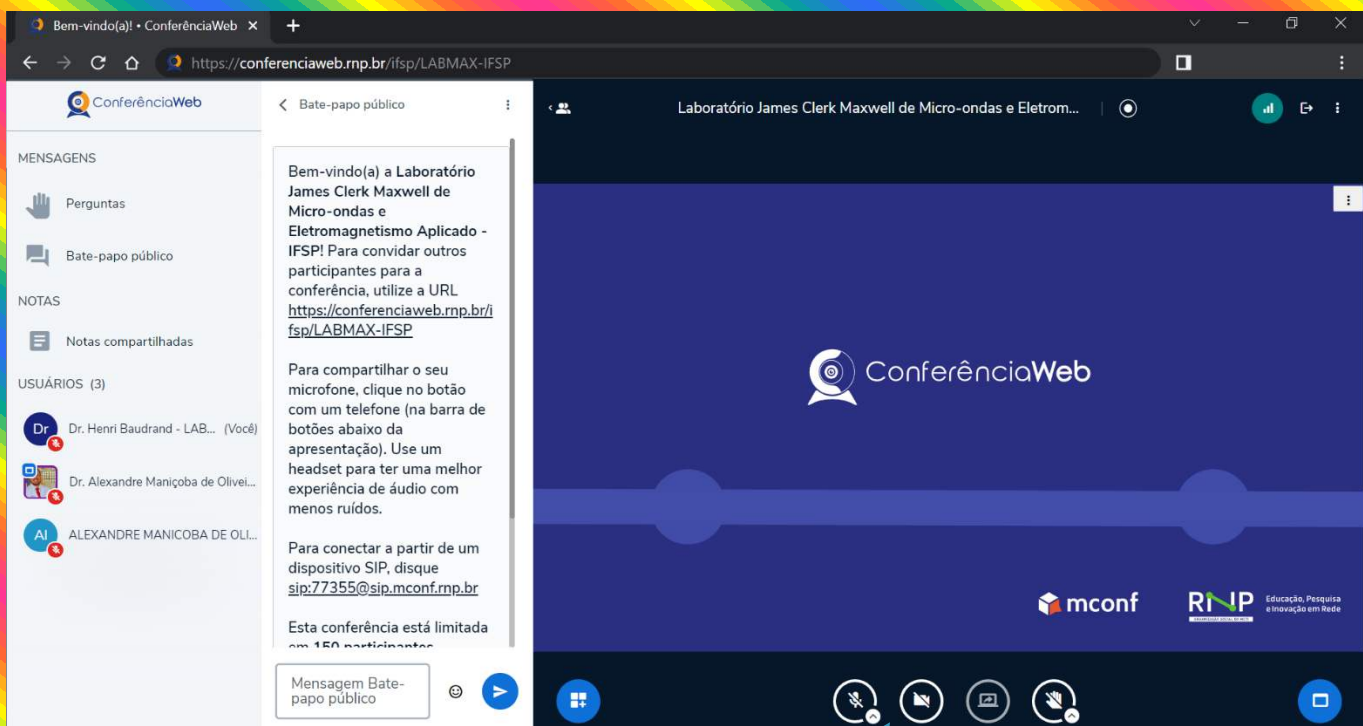 Bem-vindo(a)! • ConferênciaWeb
https://conferenciaweb.rnp.br/ifsp/LABMAX-IFSP
ConferênciaWeb
MENSAGENS
Perguntas
Bate-papo público
NOTAS
Notas compartilhadas
USUÁRIOS (3)
Dr
Dr. Henri Baudrand - LAB... (Você)
Dr. Alexandre Maniçoba de Olivei...
Al
ALEXANDRE MANICOBA DE OLI...
Bate-papo público
Bem-vindo(a) a Laboratório
James Clerk Maxwell de
Micro-ondas e
Eletromagnetismo Aplicado -
IFSP! Para convidar outros
participantes para a
conferência, utilize a URL
https://conferenciaweb.rnp.br/i
fsp/LABMAX-IFSP
Para compartilhar o seu
microfone, clique no botão
com um telefone (na barra de
botões abaixo da
apresentação). Use um
headset para ter uma melhor
experiência de áudio com
menos ruídos.
Para conectar a partir de um
dispositivo SIP, disque
sip:77355@sip.mconf.rnp.br
Esta conferência está limitada
em 150 participantes
Mensagem Bate-
papo público
Laboratório James Clerk Maxwell de Micro-ondas e Eletrom...
ConferênciaWeb
mconf
RNP
Educação, Pesquisa
e Inovação em Rede